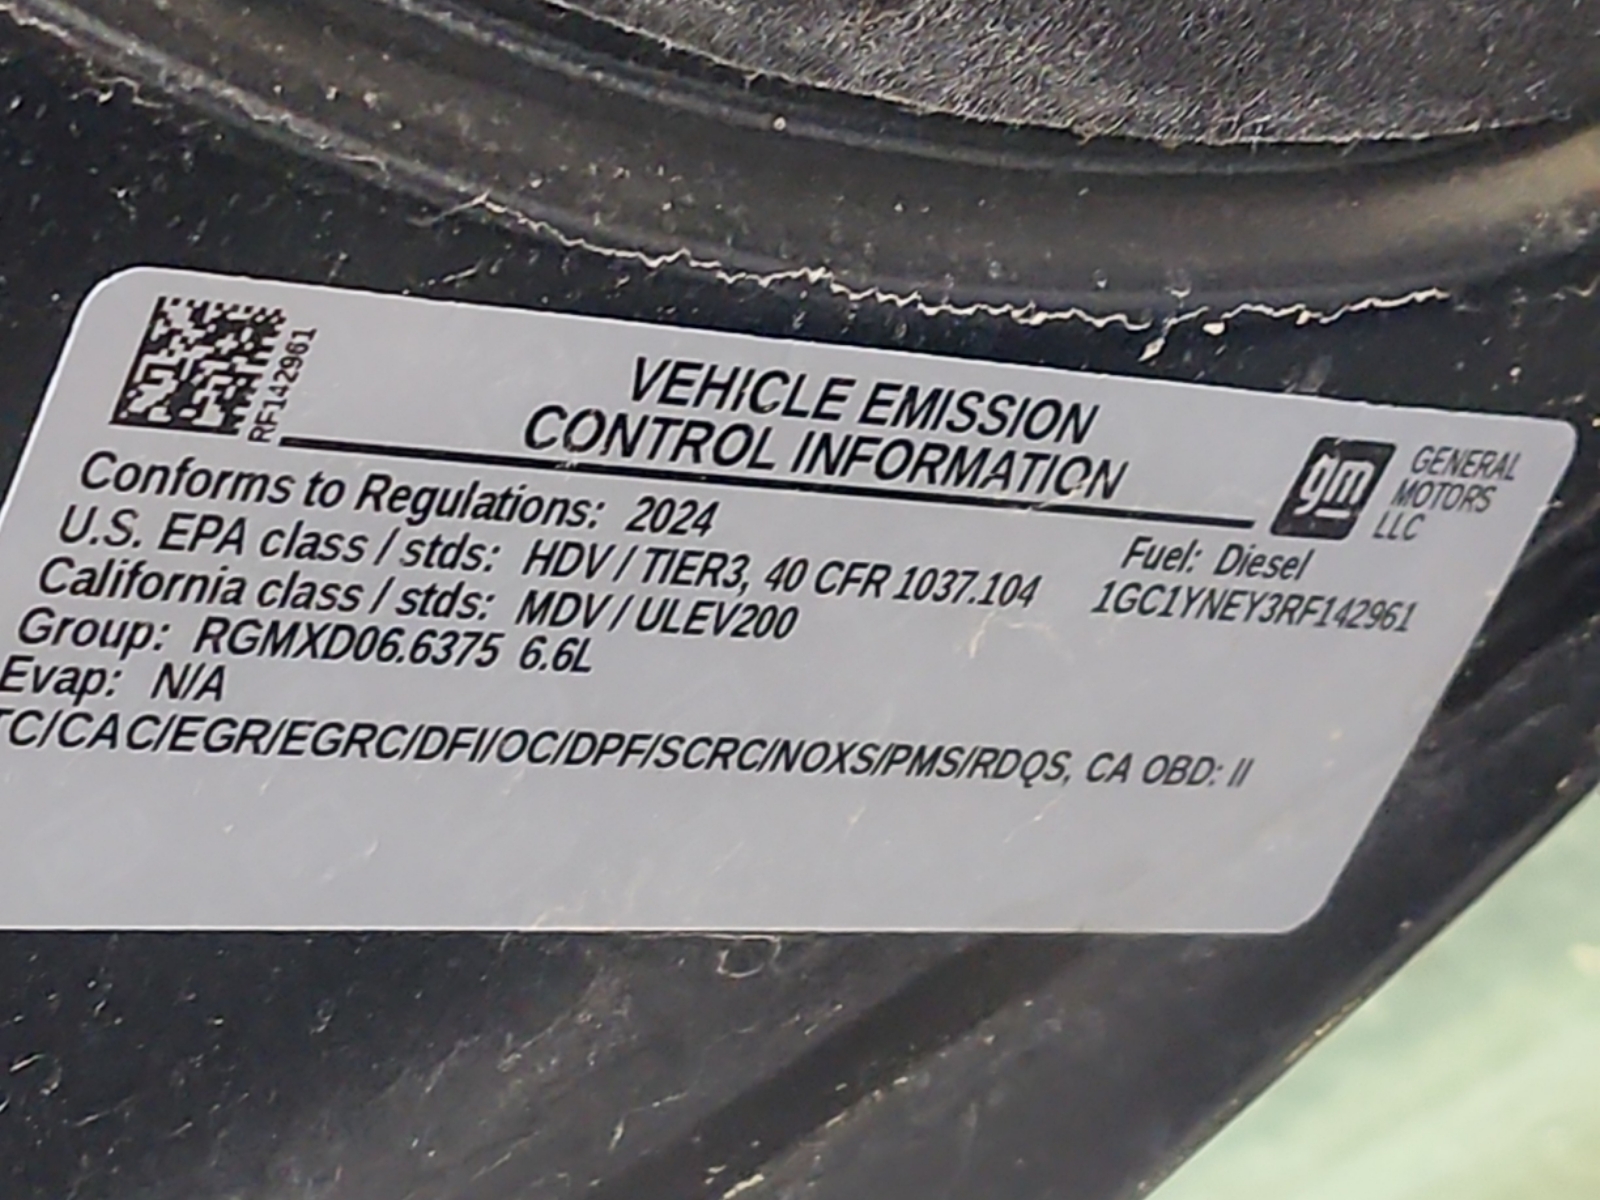 RF142961
VEHICLE EMISSION
CONTROL INFORMATION
gm
GENERAL
MOTORS
LLC
Conforms to Regulations: 2024
U.S. EPA class / stds: HDV / TIER3, 40 CFR 1037.104
California class / stds: MDV / ULEV200
Group: RGMXD06.6375 6.6L
Evap: N/A
Fuel: Diesel
1GC1YNEY3RF142961
TC/CAC/EGR/EGRC/DFI/OC/DPF/SCRC/NOXS/PMS/RDQS, CA OBD: II